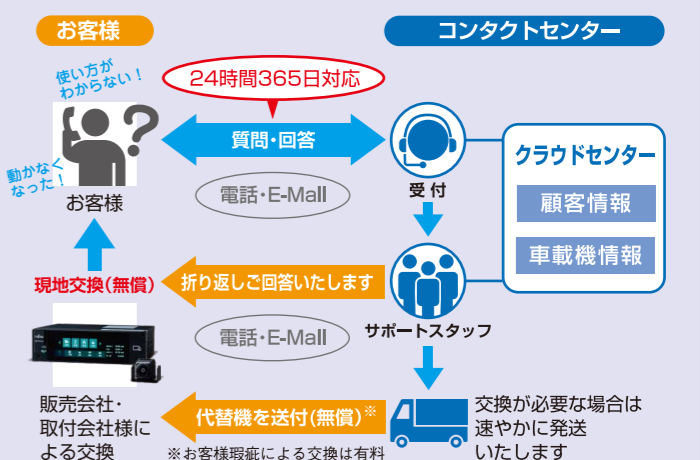 お客様
コンタクトセンター
使い方が
わからない！
24時間365日対応
質問・回答
動かなく
なった！
お客様
電話・E-Mall
受付
クラウドセンター
顧客情報
車載機情報
現地交換(無償)
折り返しご回答いたします
電話・E-Mall
サポートスタッフ
販売会社・
取付会社様に
よる交換
代替機を送付(無償)※
※お客様瑕疵による交換は有料
交換が必要な場合は
速やかに発送
いたします